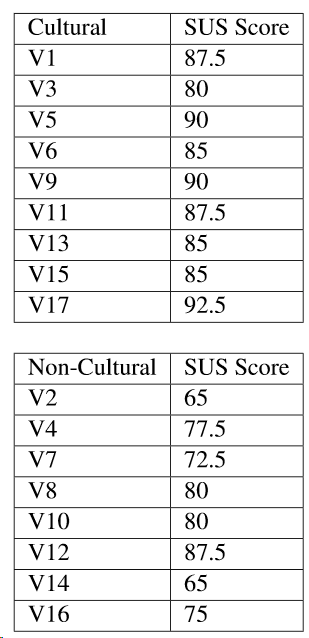 Cultural SUS Score
V1 87.5
V3 80
V5 90
V6 85
V9 90
V11 87.5
V13 85
V15 85
V17 92.5
Non-Cultural SUS Score
V2 65
V4 77.5
V7 72.5
V8 80
V10 80
V12 87.5
V14 65
V16 75